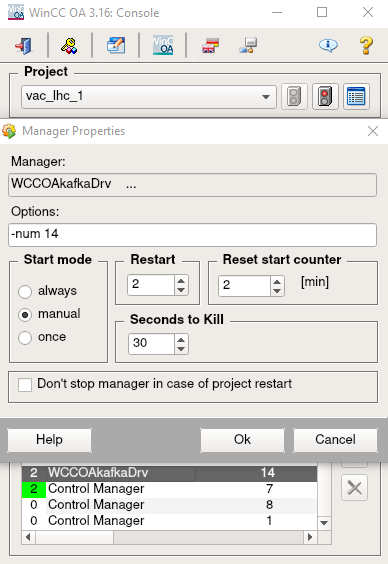 WinCC OA 3.16: Console
WinCC
OA
Project
vac_lhc_1
Manager Properties
Manager:
WCCOAkafkaDrv ...
Options:
-num 14
Start mode
always
manual
once
Restart
2
Reset start counter
2 [min]
Seconds to Kill
30
Don't stop manager in case of project restart
Help Ok Cancel
2 WCCOAkafkaDrv 14
2 Control Manager 7
0 Control Manager 8
0 Control Manager 1